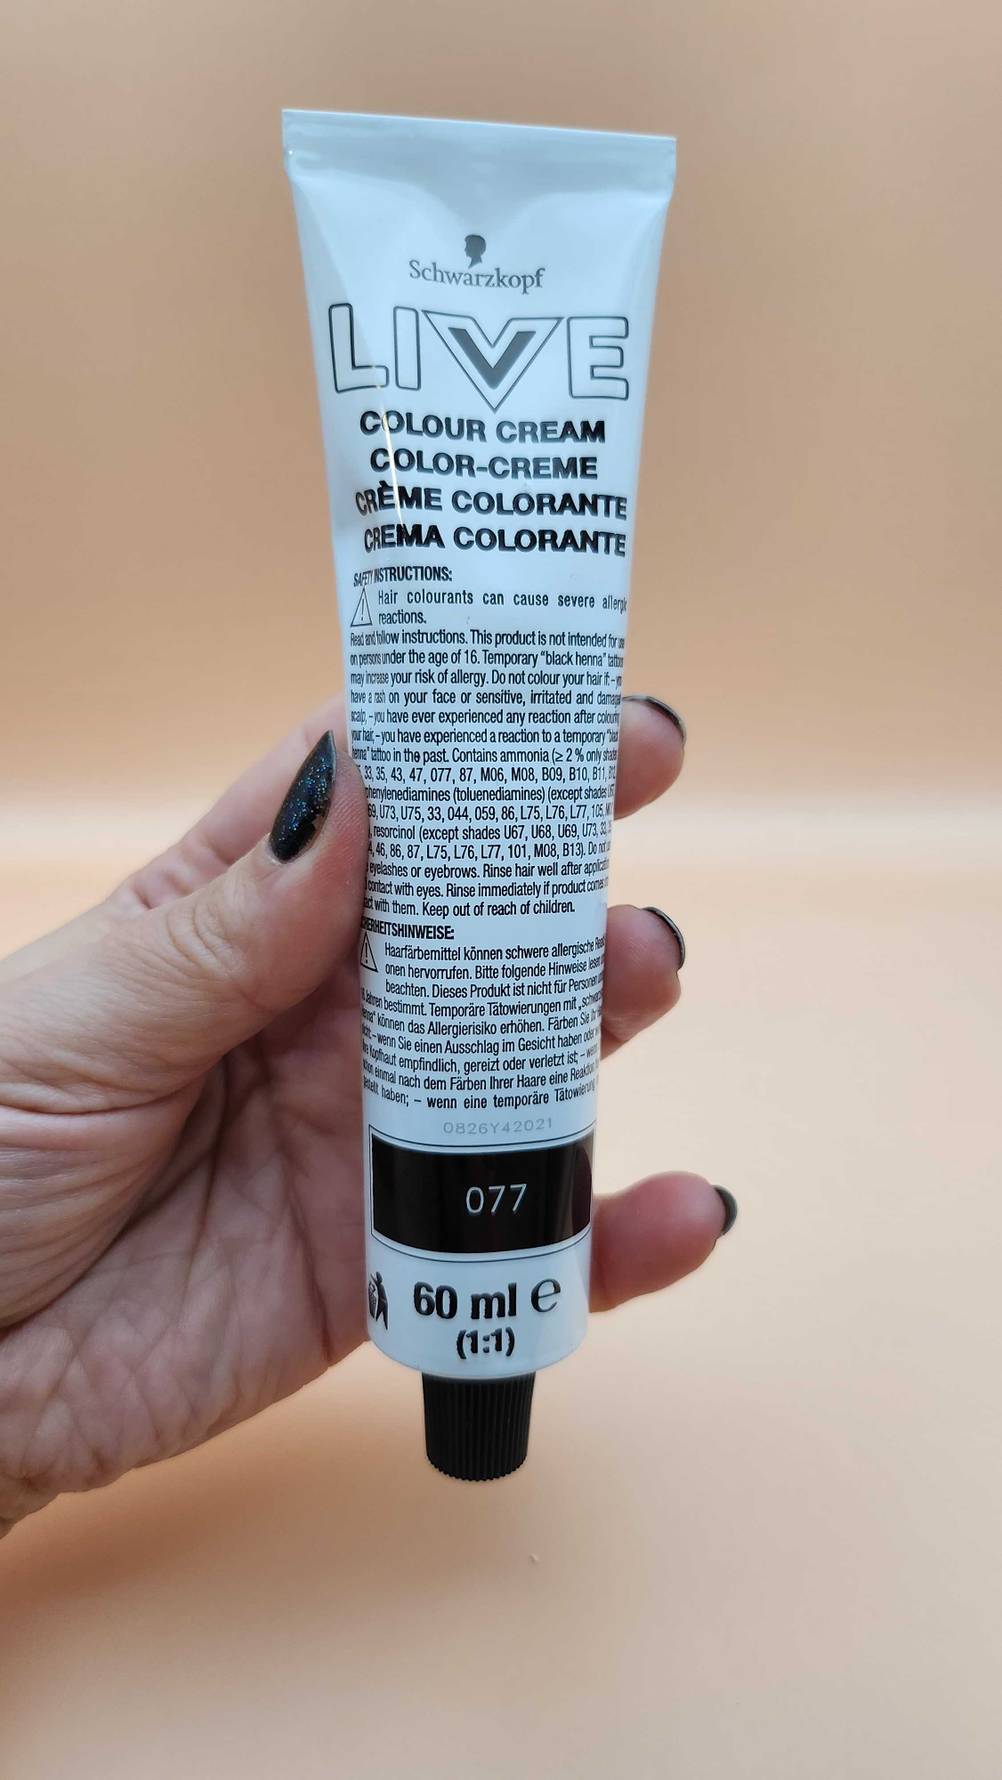 Schwarzkopf
LIVE
COLOUR CREAM
COLOR-CREME
CRÈME COLORANTE
CREMA COLORANTE
SAFETY INSTRUCTIONS:
Hair colourants can cause severe allergic
reactions.
Read and follow instructions. This product is not intended for use
on persons under the age of 16. Temporary “black henna” tattoo
may increase your risk of allergy. Do not colour your hair if: – you
have a rash on your face or sensitive, irritated and damaged
scalp, – you have ever experienced any reaction after colouring
your hair, – you have experienced a reaction to a temporary “black
henna” tattoo in the past. Contains ammonia (≥ 2 % only shades
33, 35, 43, 47, 077, 87, M06, M08, B09, B10, B11,
phenylenediamines (toluenediamines) (except shades
U73, U75, 33, 044, 059, 86, L75, L76, L77, 105,
resorcinol (except shades U67, U68, U69, U73, 33,
46, 86, 87, L75, L76, L77, 101, M08, B13). Do not
eyelashes or eyebrows. Rinse hair well after
contact with eyes. Rinse immediately if product comes
with them. Keep out of reach of children.
SICHERHEITSHINWEISE:
Haarfärbemittel können schwere allergische
onen hervorrufen. Bitte folgende Hinweise lesen
beachten. Dieses Produkt ist nicht für Personen
Jahren bestimmt. Temporäre Tätowierungen mit „schwarz
Henna“ können das Allergierisiko erhöhen. Färben Sie Ihr
nicht: – wenn Sie einen Ausschlag im Gesicht haben oder
Kopfhaut empfindlich, gereizt oder verletzt ist; – wenn
schon einmal nach dem Färben Ihrer Haare eine
haben; – wenn eine temporäre Tätowierung
0826Y42021
077
60 ml ℮
(1:1)